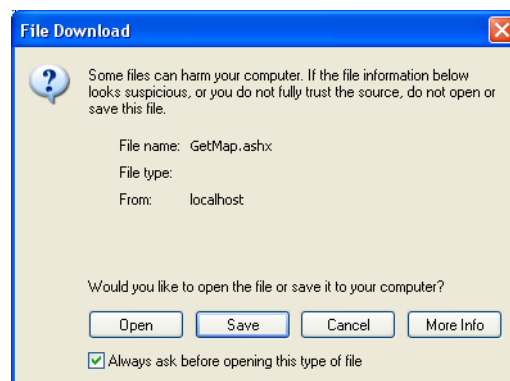 File Download
Some files can harm your computer. If the file information below
looks suspicious, or you do not fully trust the source, do not open or
save this file.
File name: GetMap.ashx
File type:
From: localhost
Would you like to open the file or save it to your computer?
Open Save Cancel More Info
Always ask before opening this type of file